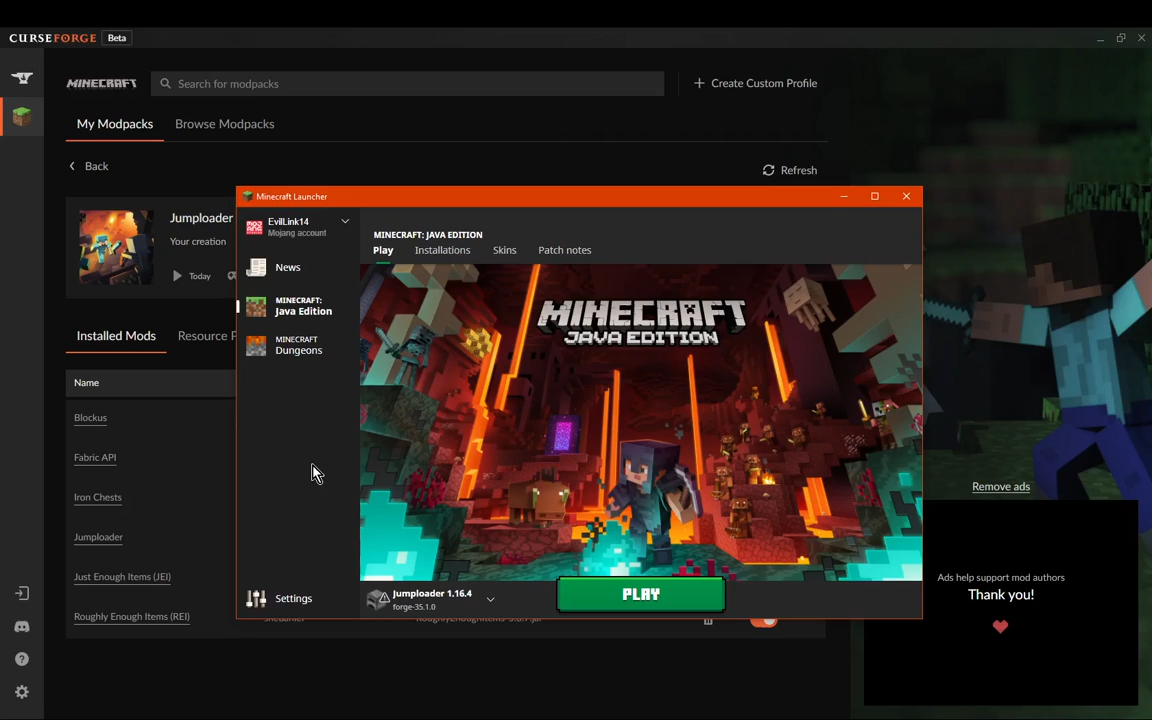 CURSEFORGE Beta
MINECRAFT
Search for modpacks
Create Custom Profile
My Modpacks
Browse Modpacks
Back
Refresh
Jumploader
Your creation
Today
Installed Mods
Resource P
Name
Blockus
Fabric API
Iron Chests
Jumploader
Just Enough Items (JEI)
Roughly Enough Items (REI)
Minecraft Launcher
EvilLink14
Mojang account
News
MINECRAFT:
Java Edition
MINECRAFT
Dungeons
Settings
MINECRAFT: JAVA EDITION
Play
Installations
Skins
Patch notes
MINECRAFT
JAVA EDITION
Jumploader 1.16.4
forge-35.1.0
PLAY
Remove ads
Ads help support mod authors
Thank you!